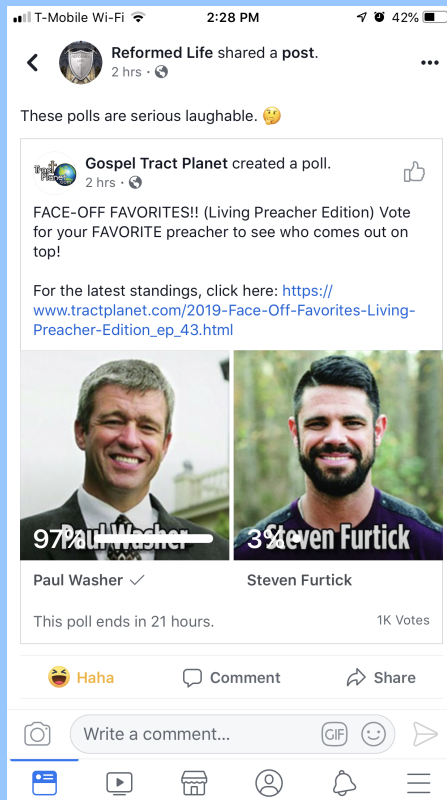 T-Mobile Wi-Fi 2:28 PM 42%
Reformed Life shared a post.
2 hrs ·
These polls are serious laughable. 🤔
Tract
Planet
Gospel Tract Planet created a poll.
2 hrs ·
FACE-OFF FAVORITES!! (Living Preacher Edition) Vote
for your FAVORITE preacher to see who comes out on
top!
For the latest standings, click here: https://
www.tractplanet.com/2019-Face-Off-Favorites-Living-
Preacher-Edition_ep_43.html
97% Paul Washer
3% Steven Furtick
Paul Washer ✓
Steven Furtick
This poll ends in 21 hours.
1K Votes
Haha
Comment
Share
Write a comment...
GIF